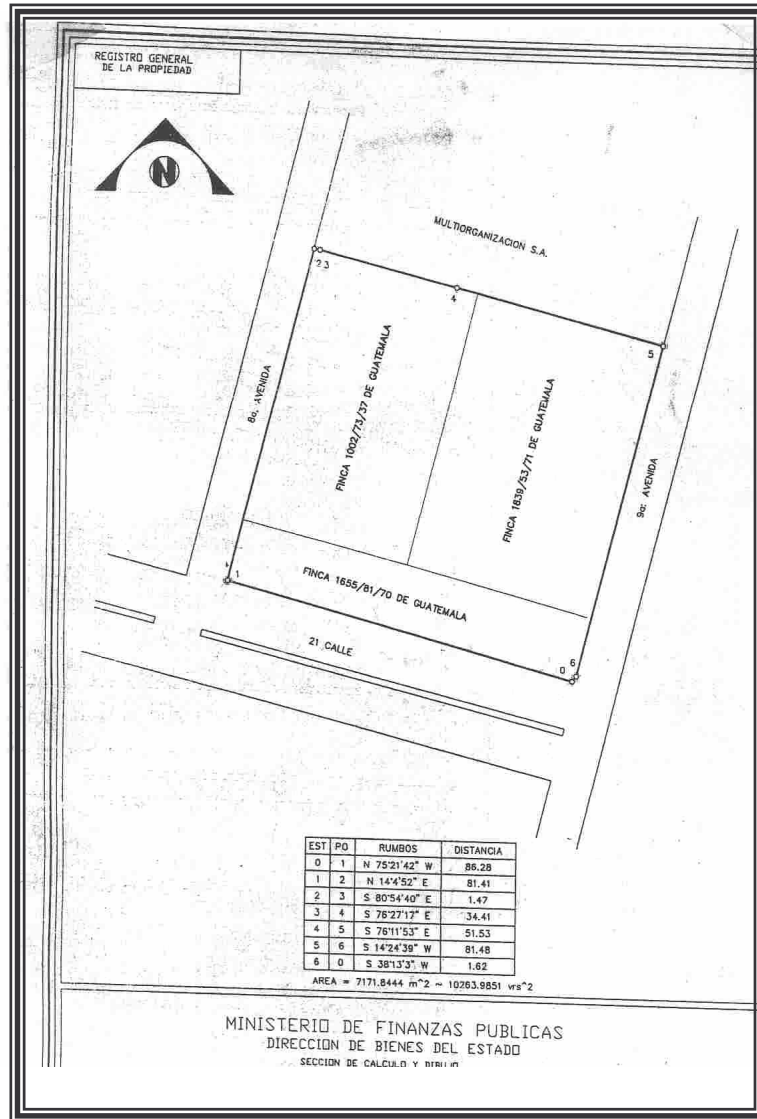 REGISTRO GENERAL
DE LA PROPIEDAD
N
MULTIORGANIZACION S.A.
2 3
4
5
8a. AVENIDA
FINCA 1002/73/37 DE GUATEMALA
FINCA 1839/53/71 DE GUATEMALA
9a. AVENIDA
1
FINCA 1655/81/70 DE GUATEMALA
21 CALLE
6
0
EST PO RUMBOS DISTANCIA
0 1 N 75°21'42" W 86.28
1 2 N 14°4'52" E 81.41
2 3 S 80°54'40" E 1.47
3 4 S 76°27'17" E 34.41
4 5 S 76°11'53" E 51.53
5 6 S 14°24'39" W 81.48
6 0 S 38°13'3" W 1.62
AREA = 7171.8444 m^2 ~ 10263.9851 vrs^2
MINISTERIO DE FINANZAS PUBLICAS
DIRECCION DE BIENES DEL ESTADO
SECCION DE CALCULO Y DIBUJO